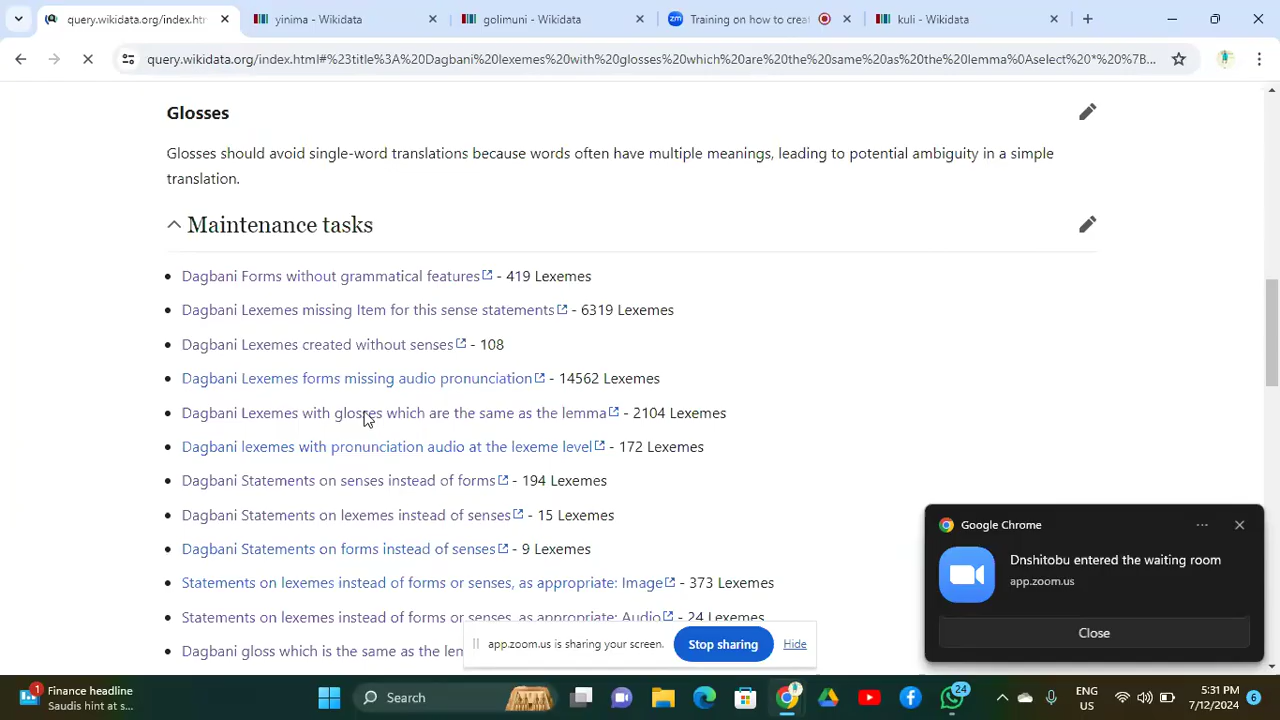 query.wikidata.org/index.htm
yinima - Wikidata
golimuni - Wikidata
Training on how to crea
kuli - Wikidata
query.wikidata.org/index.html#%23title%3A%20Dagbani%20lexemes%20with%20glosses%20which%20are%20the%20same%20as%20the%20lemma%0Aselect%20*%20%7B...
Glosses
Glosses should avoid single-word translations because words often have multiple meanings, leading to potential ambiguity in a simple
translation.
Maintenance tasks
Dagbani Forms without grammatical features - 419 Lexemes
Dagbani Lexemes missing Item for this sense statements - 6319 Lexemes
Dagbani Lexemes created without senses - 108
Dagbani Lexemes forms missing audio pronunciation - 14562 Lexemes
Dagbani Lexemes with glosses which are the same as the lemma - 2104 Lexemes
Dagbani lexemes with pronunciation audio at the lexeme level - 172 Lexemes
Dagbani Statements on senses instead of forms - 194 Lexemes
Dagbani Statements on lexemes instead of senses - 15 Lexemes
Dagbani Statements on forms instead of senses - 9 Lexemes
Statements on lexemes instead of forms or senses, as appropriate: Image - 373 Lexemes
Statements on lexemes instead of forms or senses, as appropriate: Audio - 24 Lexemes
Dagbani gloss which is the same as the lem
Google Chrome
zm
Dnshitobu entered the waiting room
app.zoom.us
Close
app.zoom.us is sharing your screen.
Stop sharing
Hide
1
Finance headline
Saudis hint at s...
Search
24
ENG
US
5:31 PM
7/12/2024
6